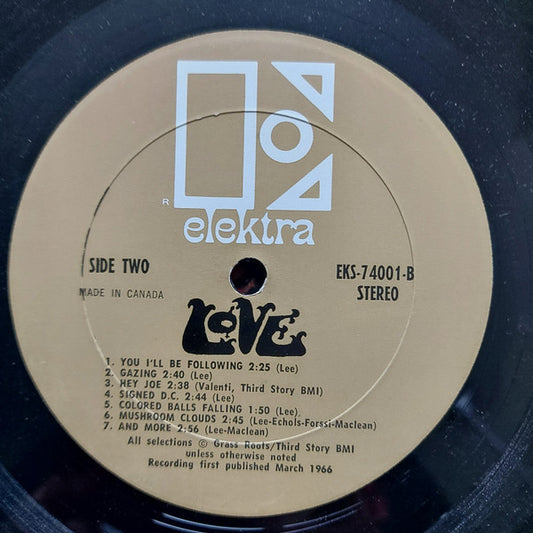 R
elektra
SIDE TWO
EKS-74001-B
MADE IN CANADA
STEREO
LOVE
1. YOU I'LL BE FOLLOWING 2:25 (Lee)
2. GAZING 2:40 (Lee)
3. HEY JOE 2:38 (Valenti, Third Story BMI)
4. SIGNED D.C. 2:44 (Lee)
5. COLORED BALLS FALLING 1:50 (Lee)
6. MUSHROOM CLOUDS 2:45 (Lee-Echols-Forssi-Maclean)
7. AND MORE 2:56 (Lee-Maclean)
All selections © Grass Roots/Third Story BMI
unless otherwise noted
Recording first published March 1966